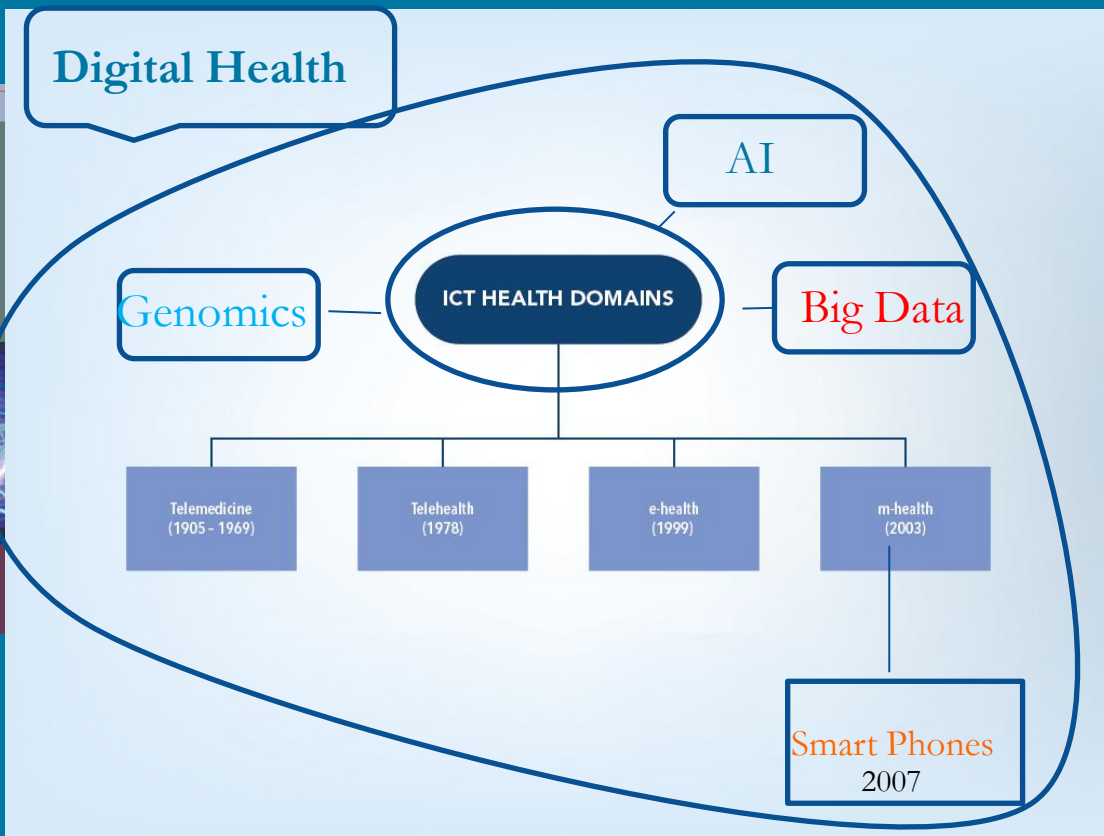 Digital Health
AI
ICT HEALTH DOMAINS
Genomics
Big Data
Telemedicine
(1905 – 1969)
Telehealth
(1978)
e-health
(1999)
m-health
(2003)
Smart Phones
2007